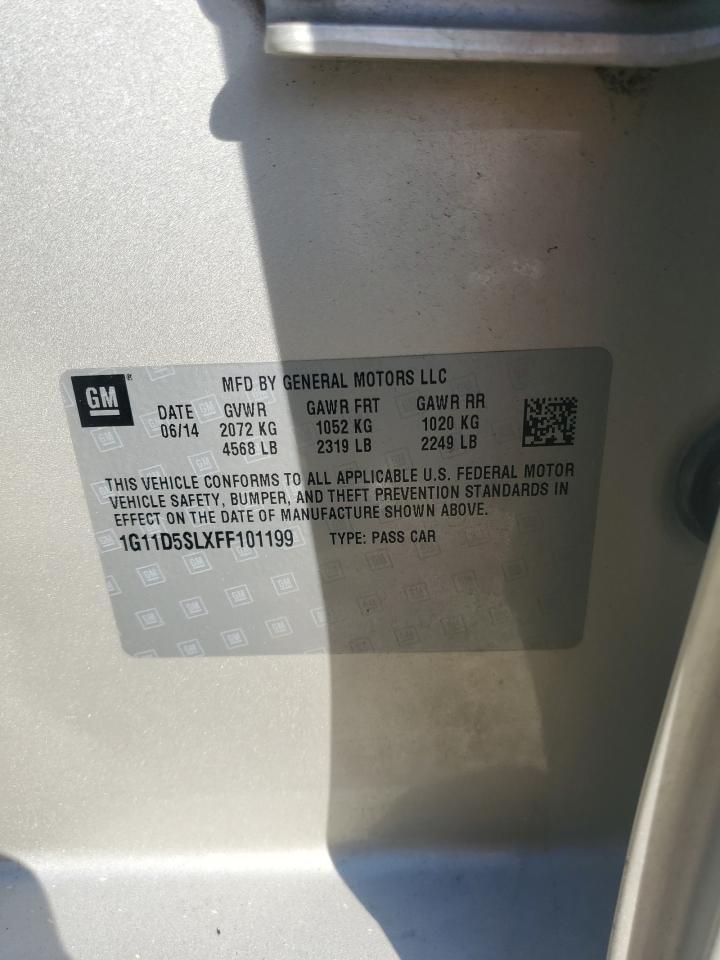 GM®
MFD BY GENERAL MOTORS LLC
DATE GVWR GAWR FRT GAWR RR
06/14 2072 KG 1052 KG 1020 KG
4568 LB 2319 LB 2249 LB
THIS VEHICLE CONFORMS TO ALL APPLICABLE U.S. FEDERAL MOTOR
VEHICLE SAFETY, BUMPER, AND THEFT PREVENTION STANDARDS IN
EFFECT ON THE DATE OF MANUFACTURE SHOWN ABOVE.
1G11D5SLXFF101199 TYPE: PASS CAR